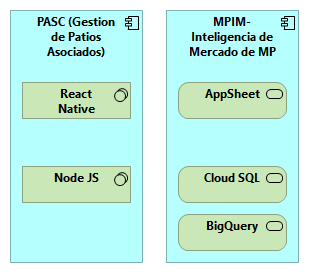 PASC (Gestion
de Patios
Asociados)
React
Native
Node JS
MPIM-
Inteligencia de
Mercado de MP
AppSheet
Cloud SQL
BigQuery